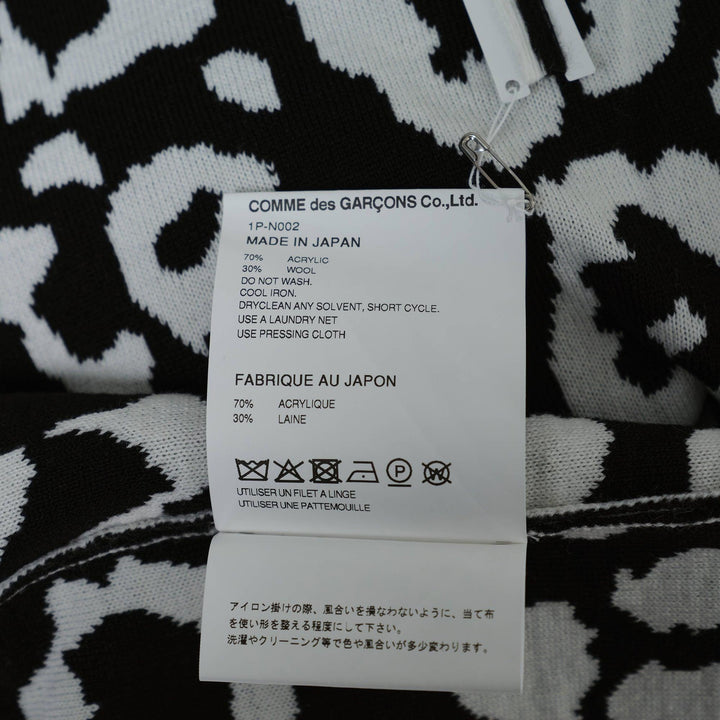 COMME des GARÇONS Co.,Ltd.
1P-N002
MADE IN JAPAN
70% ACRYLIC
30% WOOL
DO NOT WASH.
COOL IRON.
DRYCLEAN ANY SOLVENT, SHORT CYCLE.
USE A LAUNDRY NET
USE PRESSING CLOTH
FABRIQUE AU JAPON
70% ACRYLIQUE
30% LAINE
P W
UTILISER UN FILET A LINGE
UTILISER UNE PATTEMOUILLE
アイロン掛けの際、風合いを損なわないように、当て布
を使い形を整える程度にして下さい。
洗濯やクリーニング等で色や風合いが多少変わります。